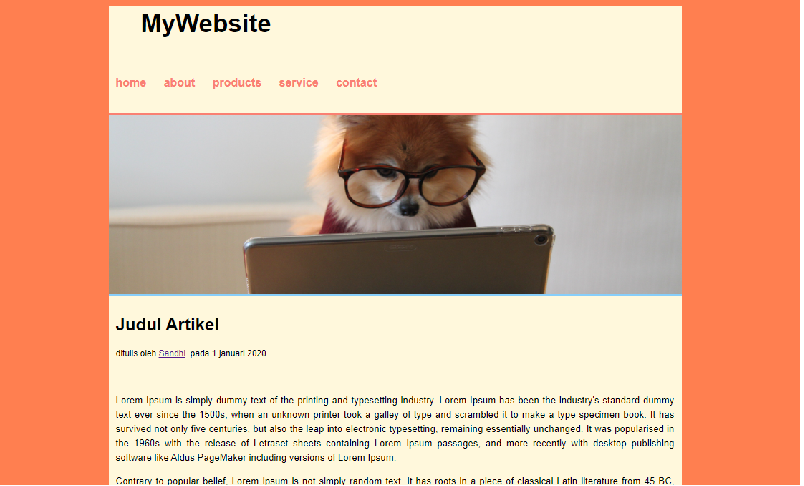 MyWebsite
home about products service contact
Judul Artikel
ditulis oleh Sandhi pada 1 januari 2020
Lorem Ipsum is simply dummy text of the printing and typesetting industry. Lorem Ipsum has been the industry's standard dummy
text ever since the 1500s, when an unknown printer took a galley of type and scrambled it to make a type specimen book. It has
survived not only five centuries, but also the leap into electronic typesetting, remaining essentially unchanged. It was popularised in
the 1960s with the release of Letraset sheets containing Lorem Ipsum passages, and more recently with desktop publishing
software like Aldus PageMaker including versions of Lorem Ipsum.
Contrary to popular belief, Lorem Ipsum is not simply random text. It has roots in a piece of classical Latin literature from 45 BC,